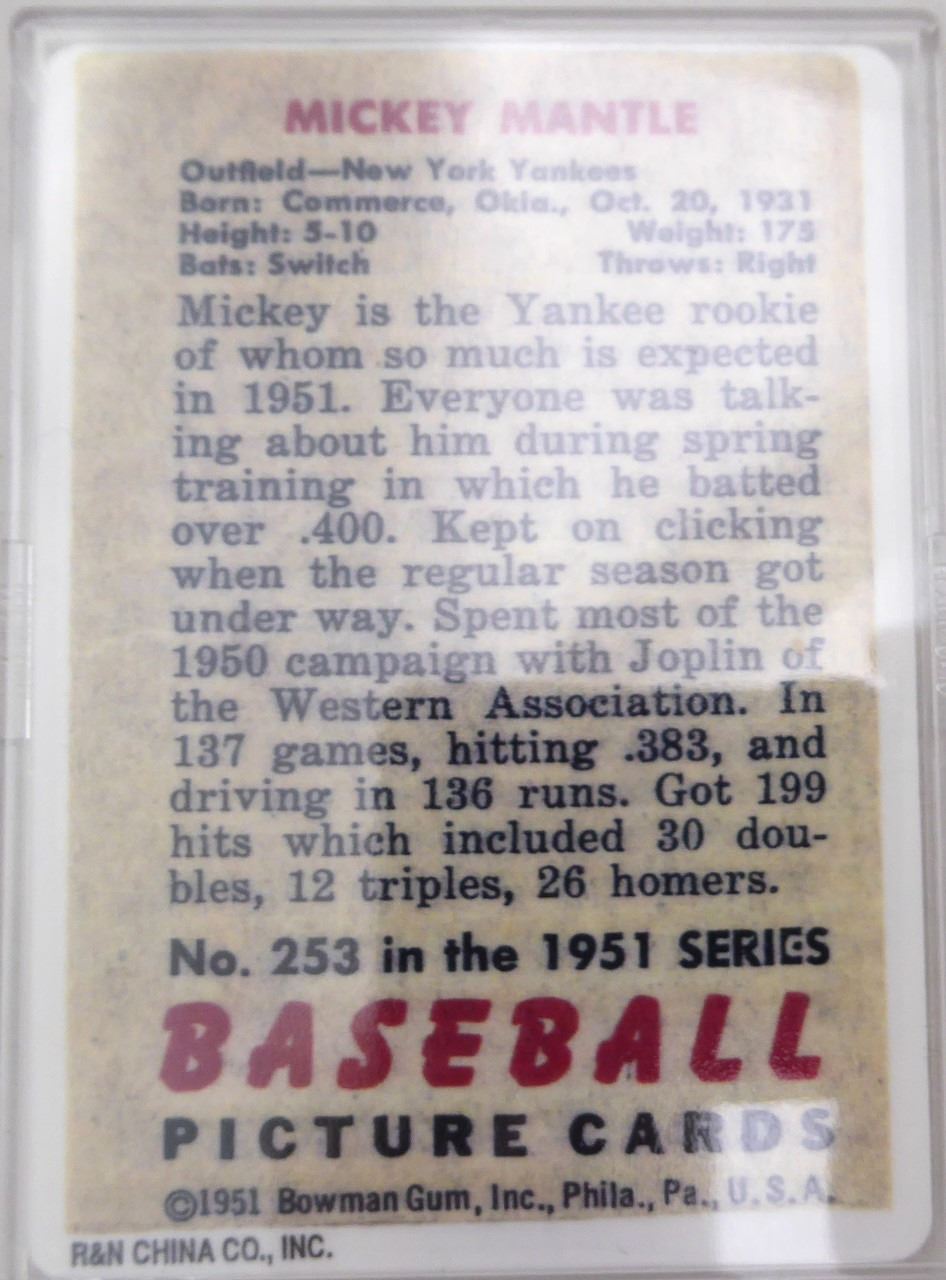 MICKEY MANTLE
Outfield—New York Yankees
Born: Commerce, Okla., Oct. 20, 1931
Height: 5-10 Weight: 175
Bats: Switch Throws: Right
Mickey is the Yankee rookie
of whom so much is expected
in 1951. Everyone was talk-
ing about him during spring
training in which he batted
over .400. Kept on clicking
when the regular season got
under way. Spent most of the
1950 campaign with Joplin of
the Western Association. In
137 games, hitting .383, and
driving in 136 runs. Got 199
hits which included 30 dou-
bles, 12 triples, 26 homers.
No. 253 in the 1951 SERIES
BASEBALL
PICTURE CARDS
©1951 Bowman Gum, Inc., Phila., Pa., U.S.A.
R&N CHINA CO., INC.